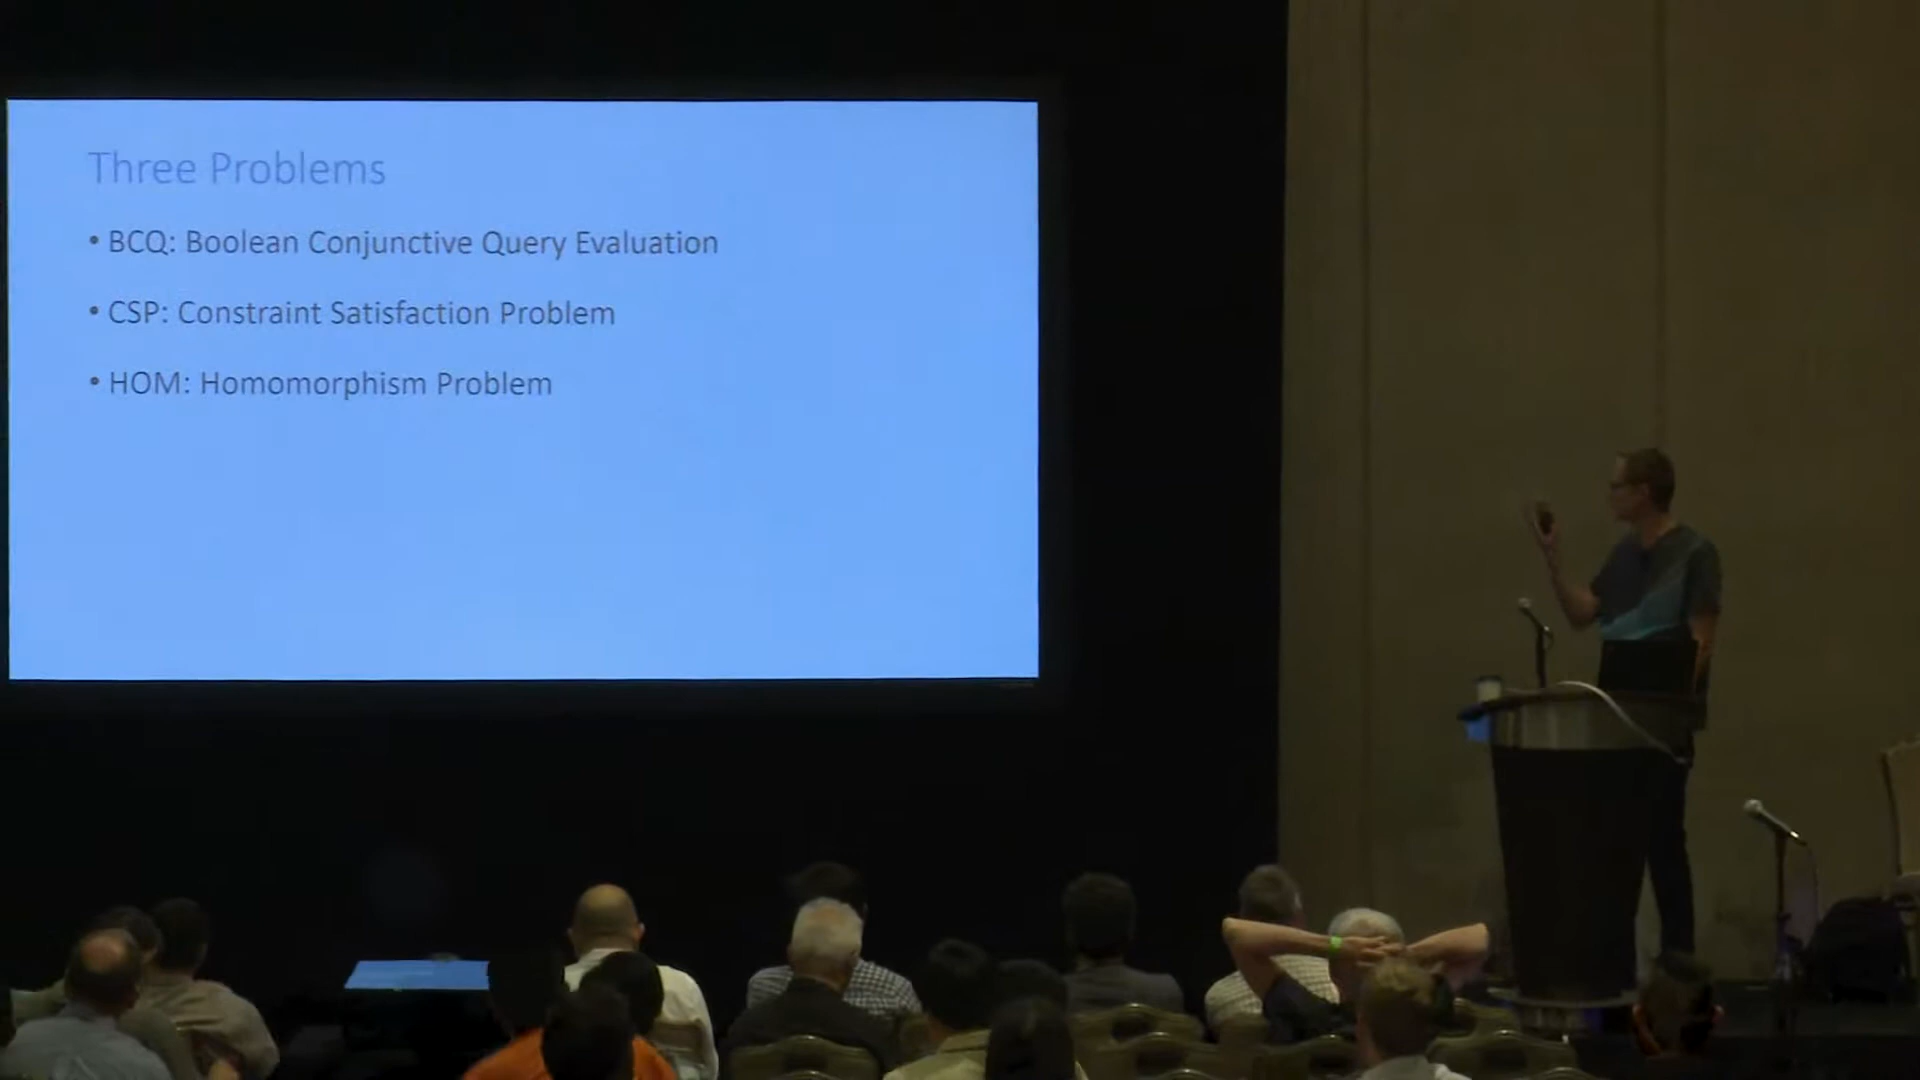 Three Problems
• BCQ: Boolean Conjunctive Query Evaluation
• CSP: Constraint Satisfaction Problem
• HOM: Homomorphism Problem